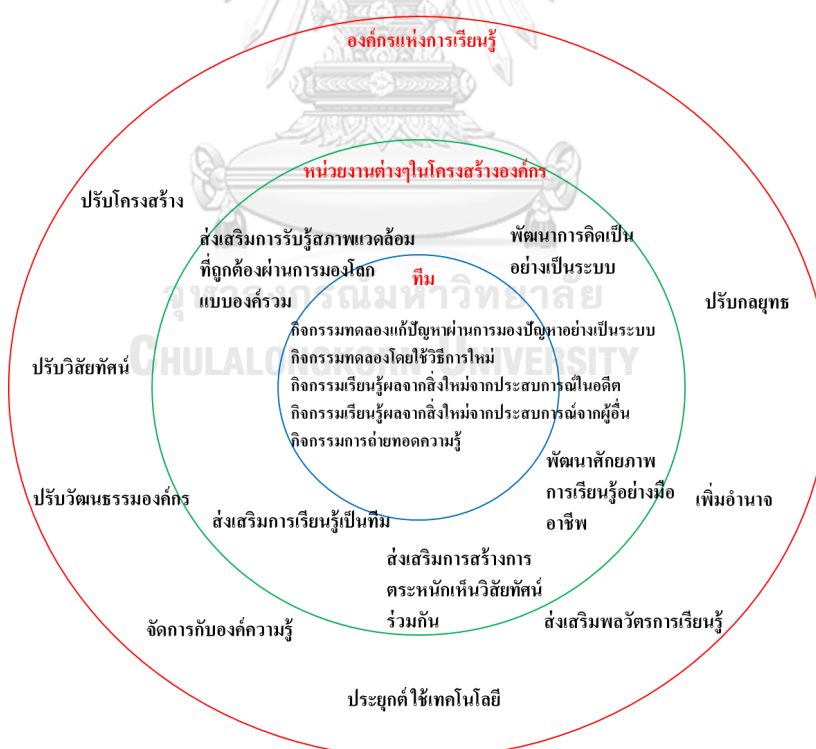 องค์กรแห่งการเรียนรู้
หน่วยงานต่างๆในโครงสร้างองค์กร
ปรับโครงสร้าง
ส่งเสริมการรับรู้สภาพแวดล้อม
ที่ถูกต้องผ่านการมองโลก
แบบองค์รวม
พัฒนาการคิดเป็น
อย่างเป็นระบบ
ทีม
จุฬาลงกรณ์มหาวิทยาลัย
CHULALONGKORN UNIVERSITY
ปรับกลยุทธ
กิจกรรมทดลองแก้ปัญหาผ่านการมองปัญหาอย่างเป็นระบบ
กิจกรรมทดลองโดยใช้วิธีการใหม่
กิจกรรมเรียนรู้ผลจากสิ่งใหม่จากประสบการณ์ในอดีต
กิจกรรมเรียนรู้ผลจากสิ่งใหม่จากประสบการณ์จากผู้อื่น
กิจกรรมการถ่ายทอดความรู้
ปรับวิสัยทัศน์
พัฒนาศักยภาพ
การเรียนรู้อย่างมือ
อาชีพ
ปรับวัฒนธรรมองค์กร
เพิ่มอำนาจ
ส่งเสริมการเรียนรู้เป็นทีม
ส่งเสริมการสร้างการ
ตระหนักเห็นวิสัยทัศน์
ร่วมกัน
จัดการกับองค์ความรู้
ส่งเสริมพลวัตรการเรียนรู้
ประยุกต์ใช้เทคโนโลยี